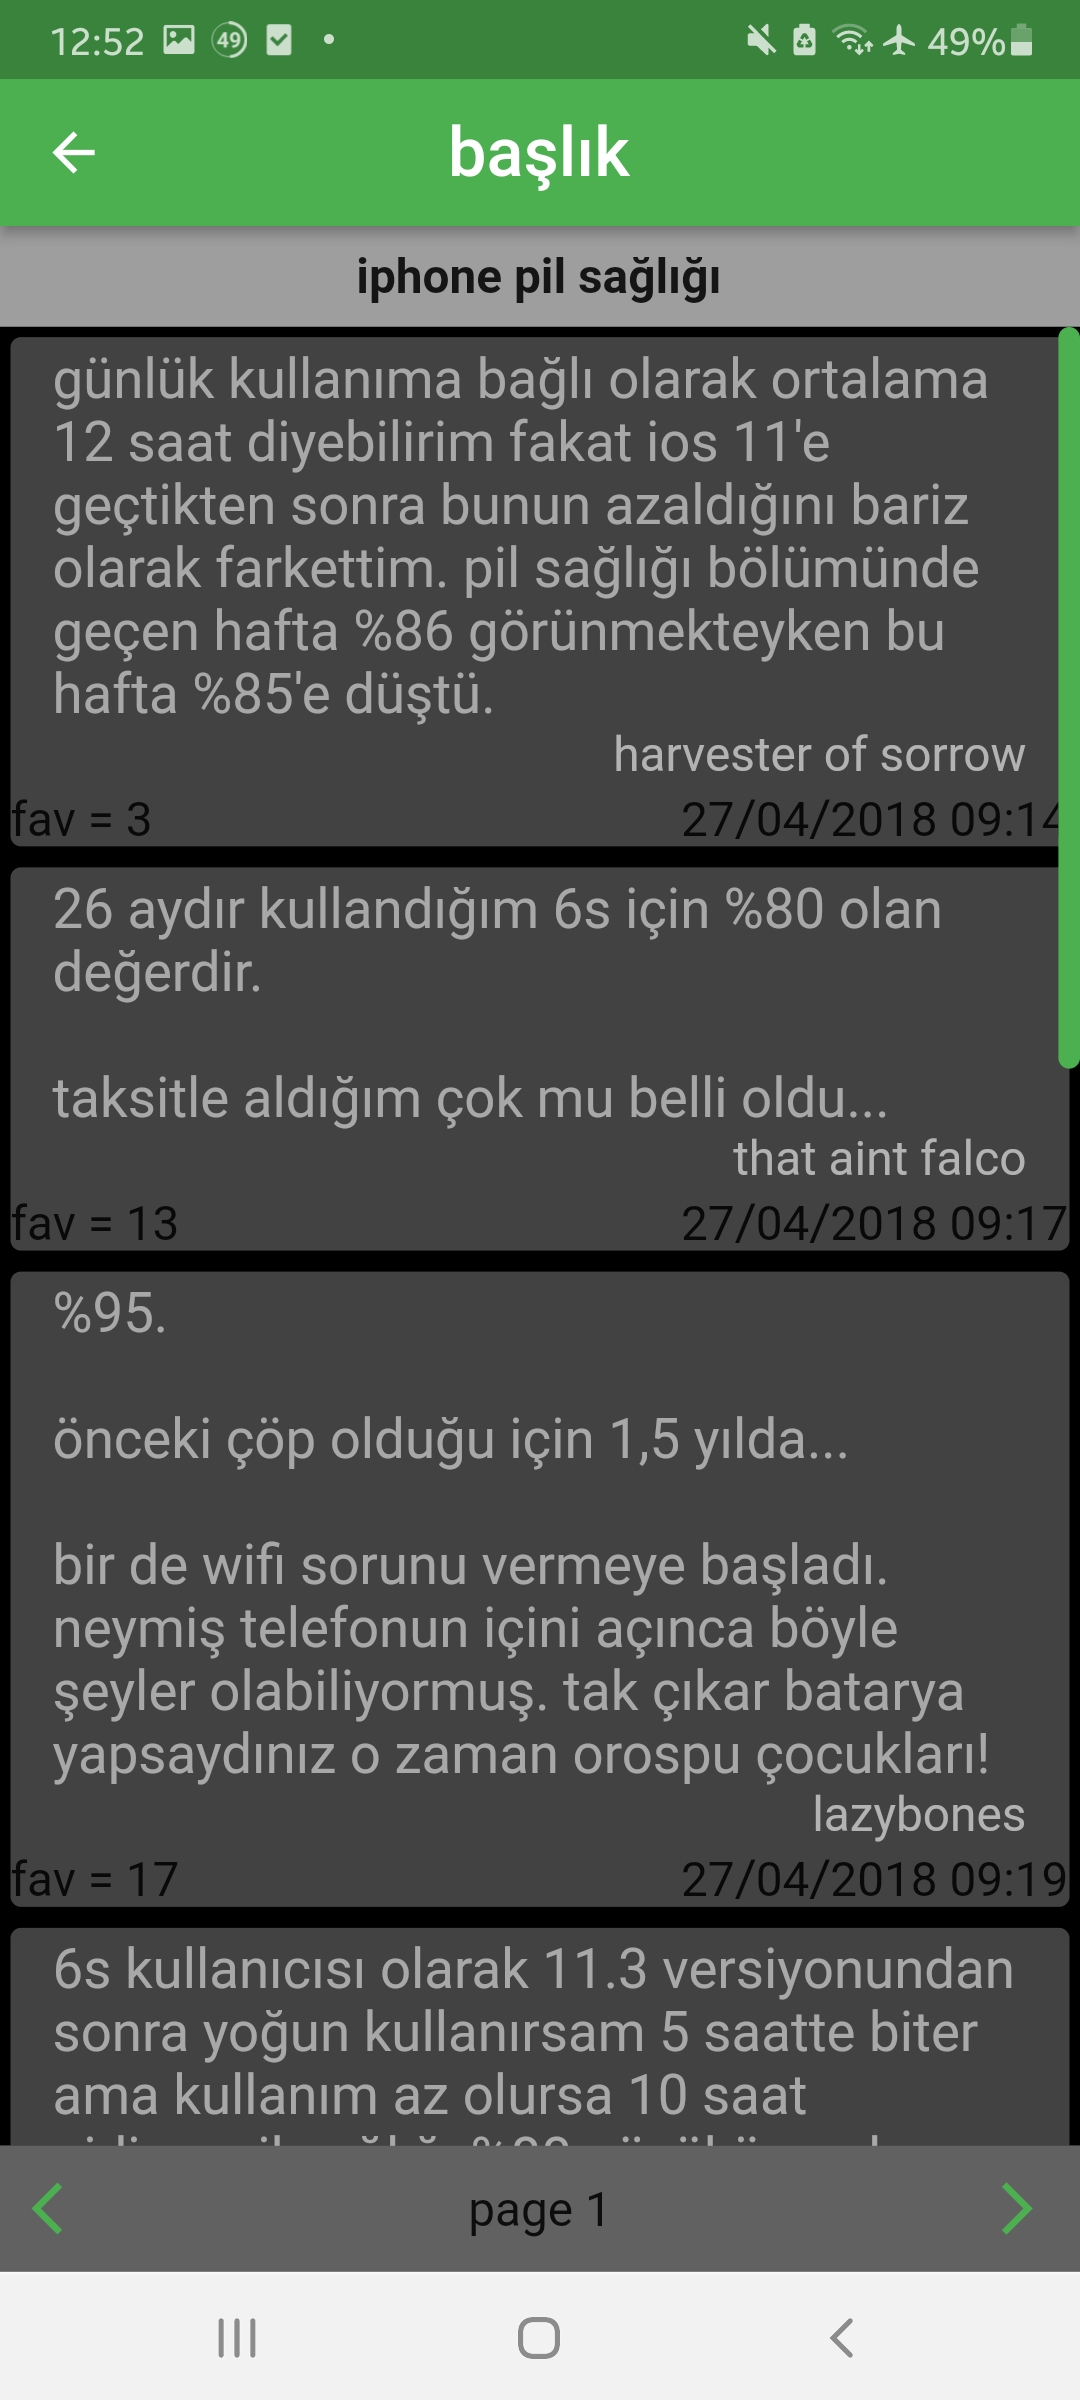 12:52 49 49%
başlık
iphone pil sağlığı
günlük kullanıma bağlı olarak ortalama
12 saat diyebilirim fakat ios 11'e
geçtikten sonra bunun azaldığını bariz
olarak farkettim. pil sağlığı bölümünde
geçen hafta %86 görünmekteyken bu
hafta %85'e düştü.
harvester of sorrow
fav = 3 27/04/2018 09:14
26 aydır kullandığım 6s için %80 olan
değerdir.
taksitle aldığım çok mu belli oldu...
that aint falco
fav = 13 27/04/2018 09:17
%95.
önceki çöp olduğu için 1,5 yılda...
bir de wifi sorunu vermeye başladı.
neymiş telefonun içini açınca böyle
şeyler olabiliyormuş. tak çıkar batarya
yapsaydınız o zaman orospu çocukları!
lazybones
fav = 17 27/04/2018 09:19
6s kullanıcısı olarak 11.3 versiyonundan
sonra yoğun kullanırsam 5 saatte biter
ama kullanım az olursa 10 saat
page 1